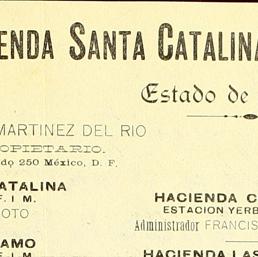 ENDA SANTA CATALINA
Estado de
MARTINEZ DEL RIO
OPIETARIO.
do 250 México, D. F.
ATALINA
F. I M.
OTO
AMO
F. I M.
HACIENDA C
ESTACION YERB
Administrador FRANCIS
HACIENDA LAS